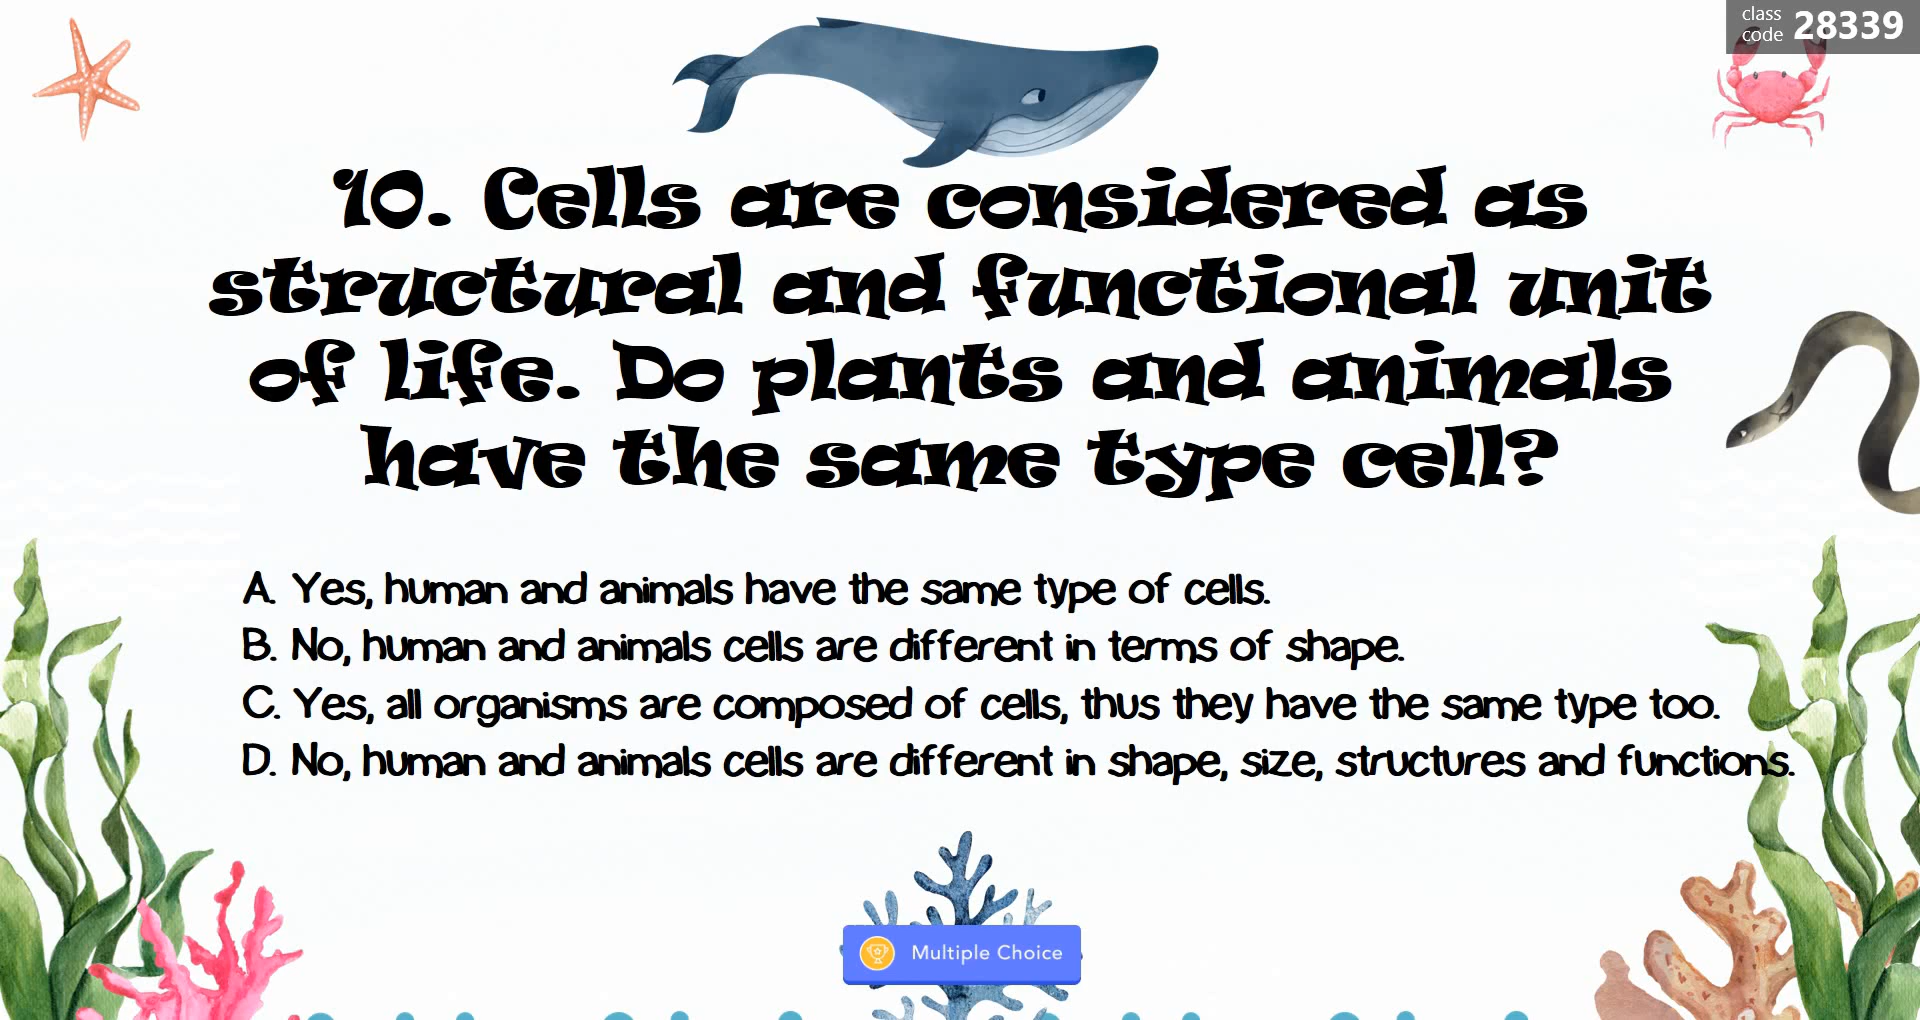 class
code 28339
10. Cells are considered as
structural and functional unit
of life. Do plants and animals
have the same type cell?
A. Yes, human and animals have the same type of cells.
B. No, human and animals cells are different in terms of shape.
C. Yes, all organisms are composed of cells, thus they have the same type too.
D. No, human and animals cells are different in shape, size, structures and functions.
Multiple Choice